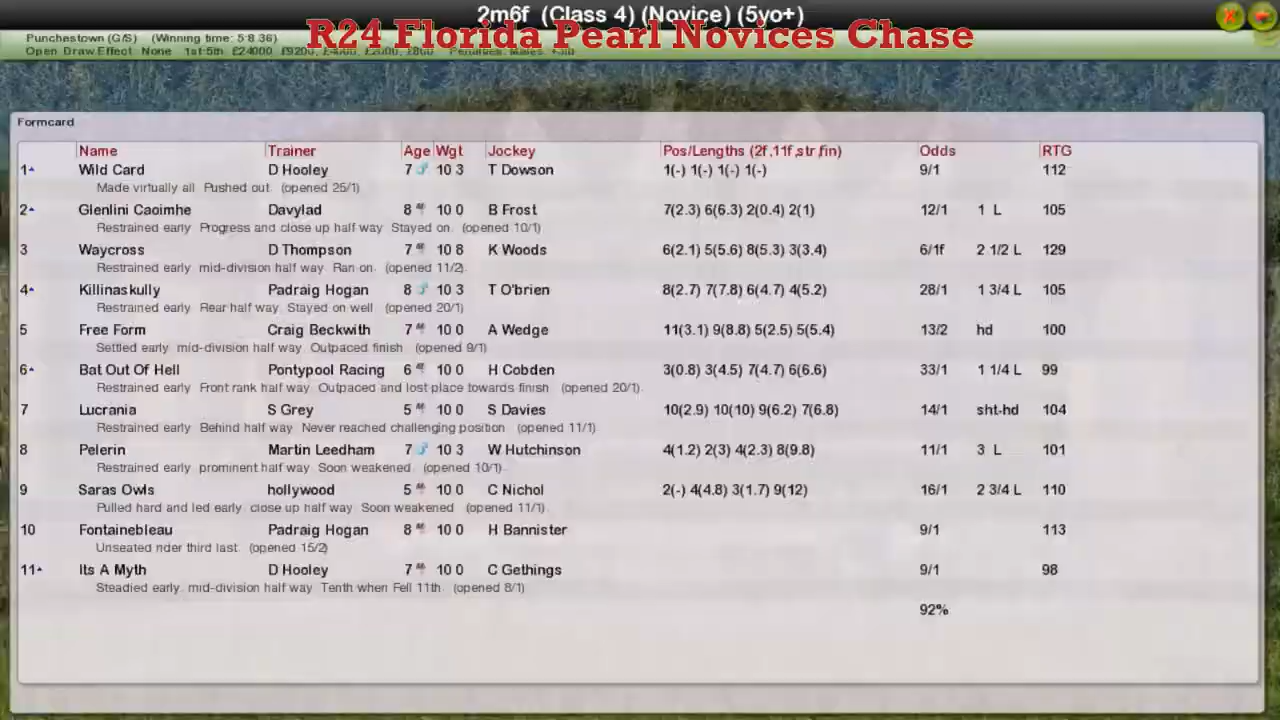 2m6f (Class 4) (Novice) (5yo+)
R24 Florida Pearl Novices Chase
Punchestown (G/S) (Winning time: 5:8.36)
Open Draw Effect: None 1st-5th £24000, £9200, £4000, £2000, £800 Penalties: Males:
Formcard
Name Trainer Age Wgt Jockey Pos/Lengths (2f,11f,str,fin) Odds RTG
1 Wild Card D Hooley 7 10 3 T Dowson 1(-) 1(-) 1(-) 1(-) 9/1 112
Made virtually all Pushed out (opened 25/1)
2 Glenlini Caoimhe Davylad 8 10 0 B Frost 7(2.3) 6(6.3) 2(0.4) 2(1) 12/1 1 L 105
Restrained early Progress and close up half way Stayed on (opened 10/1)
3 Waycross D Thompson 7 10 8 K Woods 6(2.1) 5(5.6) 8(5.3) 3(3.4) 6/1f 2 1/2 L 129
Restrained early mid-division half way Ran on (opened 11/2)
4 Killinaskully Padraig Hogan 8 10 3 T O'brien 8(2.7) 7(7.8) 6(4.7) 4(5.2) 28/1 1 3/4 L 105
Restrained early Rear half way Stayed on well (opened 20/1)
5 Free Form Craig Beckwith 7 10 0 A Wedge 11(3.1) 9(8.8) 5(2.5) 5(5.4) 13/2 hd 100
Settled early mid-division half way Outpaced finish (opened 9/1)
6 Bat Out Of Hell Pontypool Racing 6 10 0 H Cobden 3(0.8) 3(4.5) 7(4.7) 6(6.6) 33/1 1 1/4 L 99
Restrained early Front rank half way Outpaced and lost place towards finish (opened 20/1)
7 Lucrania S Grey 5 10 0 S Davies 10(2.9) 10(10) 9(6.2) 7(6.8) 14/1 sht-hd 104
Restrained early Behind half way Never reached challenging position (opened 11/1)
8 Pelerin Martin Leedham 7 10 3 W Hutchinson 4(1.2) 2(3) 4(2.3) 8(9.8) 11/1 3 L 101
Restrained early prominent half way Soon weakened (opened 10/1)
9 Saras Owls hollywood 5 10 0 C Nichol 2(-) 4(4.8) 3(1.7) 9(12) 16/1 2 3/4 L 110
Pulled hard and led early close up half way Soon weakened (opened 11/1)
10 Fontainebleau Padraig Hogan 8 10 0 H Bannister 9/1 113
Unseated rider third last (opened 15/2)
11 Its A Myth D Hooley 7 10 0 C Gethings 9/1 98
Steadied early mid-division half way Tenth when Fell 11th (opened 8/1)
92%